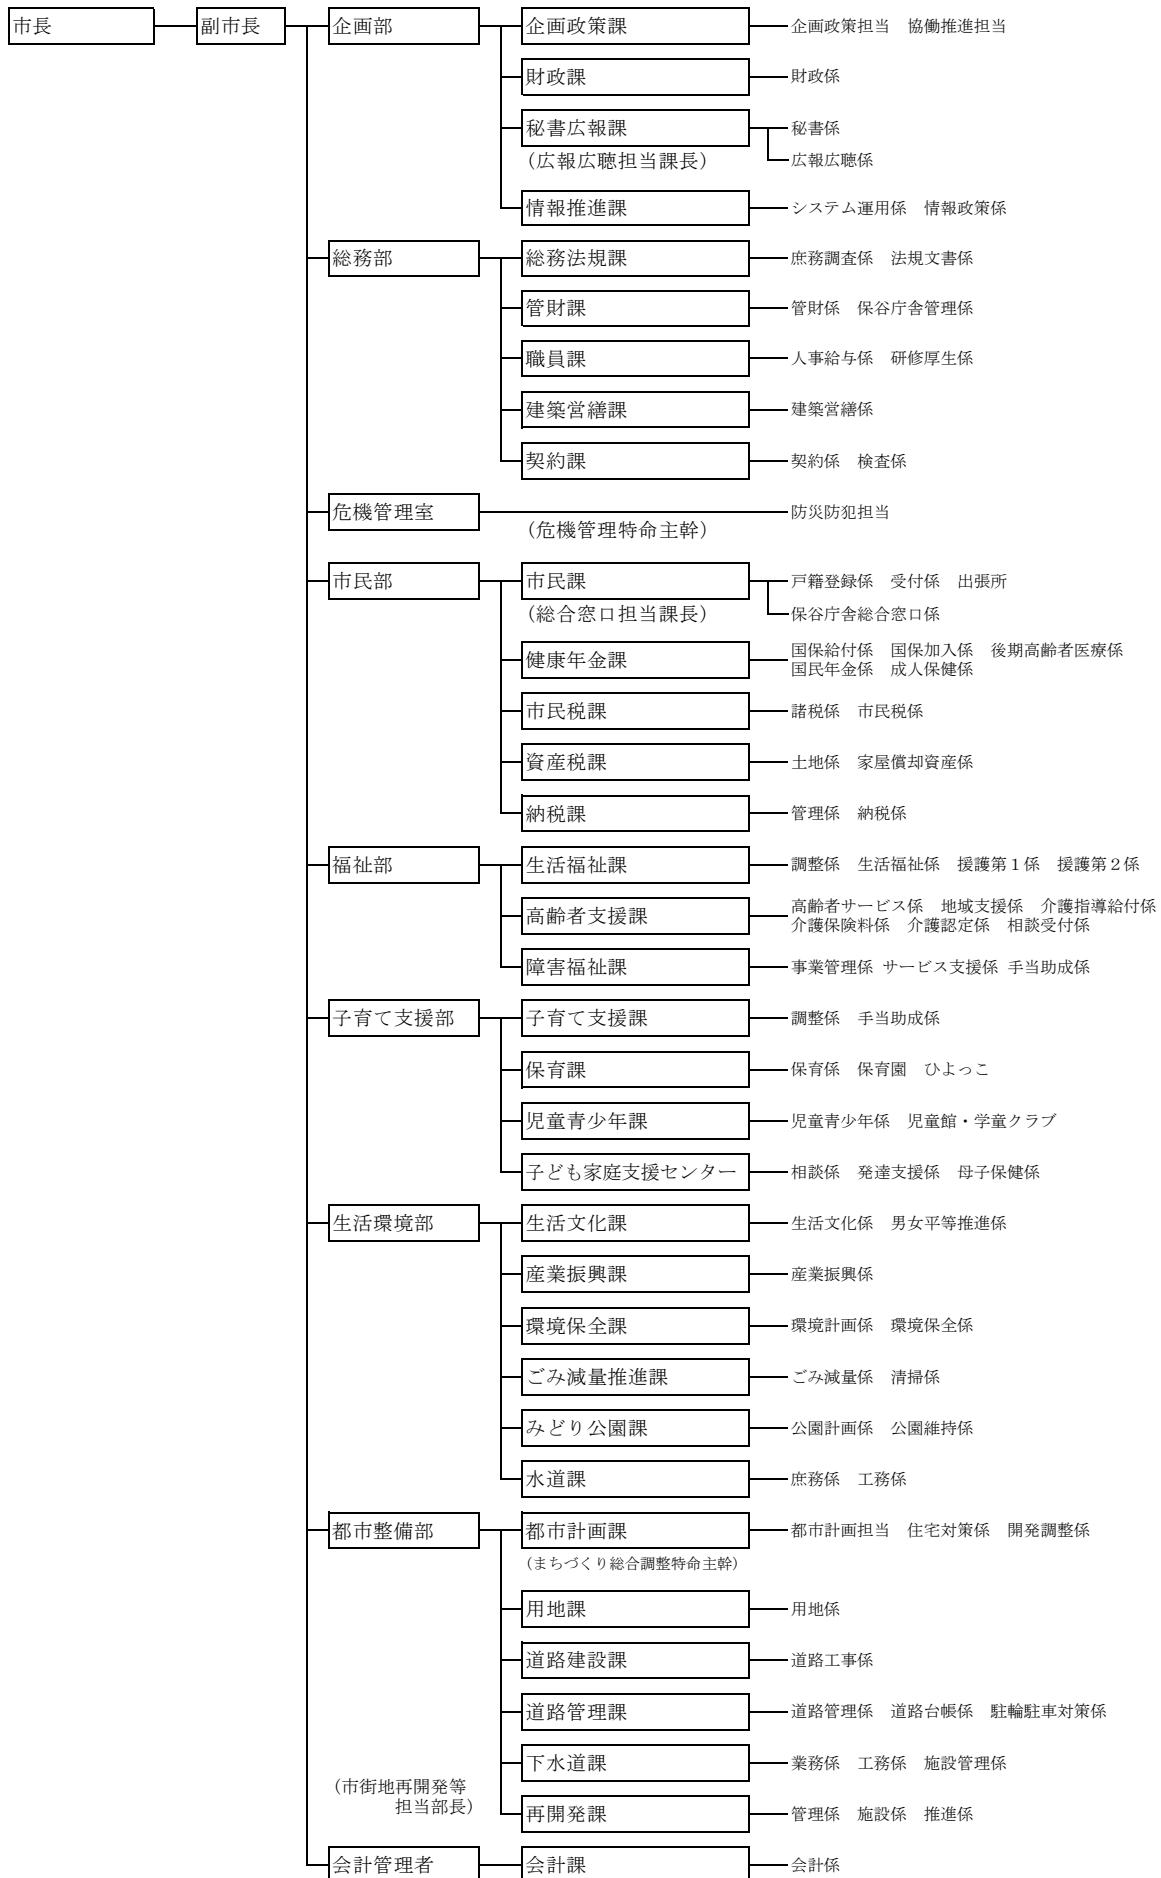 市長　副市長　企画部　企画政策課　企画政策担当　協働推進担当
財政課　財政係
秘書広報課　秘書係
（広報広聴担当課長）　広報広聴係
情報推進課　システム運用係　情報政策係
総務部　総務法規課　庶務調査係　法規文書係
管財課　管財係　保谷庁舎管理係
職員課　人事給与係　研修厚生係
建築営繕課　建築営繕係
契約課　契約係　検査係
危機管理室　防災防犯担当
（危機管理特命主幹）
市民部　市民課　戸籍登録係　受付係　出張所
（総合窓口担当課長）　保谷庁舎総合窓口係
健康年金課　国保給付係　国保加入係　後期高齢者医療係
国民年金係　成人保健係
市民税課　諸税係　市民税係
資産税課　土地係　家屋償却資産係
納税課　管理係　納税係
福祉部　生活福祉課　調整係　生活福祉係　援護第１係　援護第２係
高齢者支援課　高齢者サービス係　地域支援係　介護指導給付係
介護保険料係　介護認定係　相談受付係
障害福祉課　事業管理係 サービス支援係 手当助成係
子育て支援部　子育て支援課　調整係　手当助成係
保育課　保育係　保育園　ひよっこ
児童青少年課　児童青少年係　児童館・学童クラブ
子ども家庭支援センター　相談係　発達支援係　母子保健係
生活環境部　生活文化課　生活文化係　男女平等推進係
産業振興課　産業振興係
環境保全課　環境計画係　環境保全係
ごみ減量推進課　ごみ減量係　清掃係
みどり公園課　公園計画係　公園維持係
水道課　庶務係　工務係
都市整備部　都市計画課　都市計画担当　住宅対策係　開発調整係
（まちづくり総合調整特命主幹）
用地課　用地係
道路建設課　道路工事係
道路管理課　道路管理係　道路台帳係　駐輪駐車対策係
下水道課　業務係　工務係　施設管理係
（市街地再開発等
担当部長）
再開発課　管理係　施設係　推進係
会計管理者　会計課　会計係